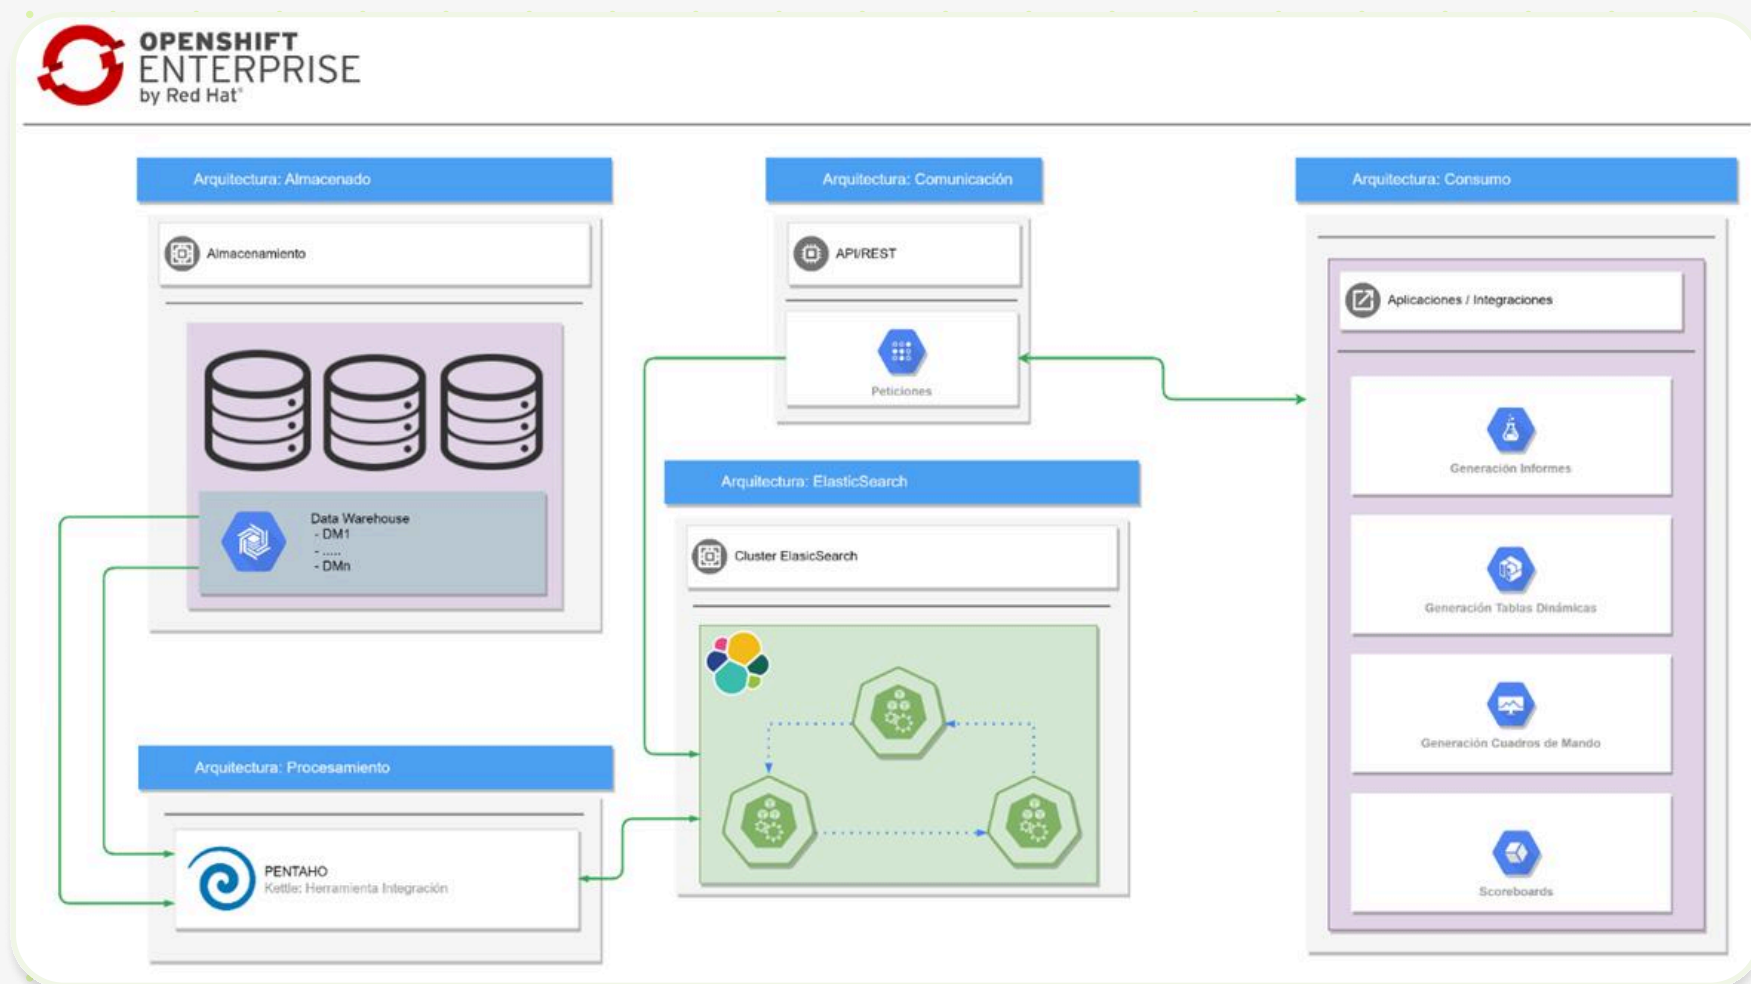 OPENSHIFT
ENTERPRISE
by Red Hat®
Arquitectura: Almacenado
Almacenamiento
Data Warehouse
- DM1
- .....
- DMn
Arquitectura: Procesamiento
PENTAHO
Kettle: Herramienta Integración
Arquitectura: Comunicación
API/REST
Peticiones
Arquitectura: ElasticSearch
Cluster ElasicSearch
Arquitectura: Consumo
Aplicaciones / Integraciones
Generación Informes
Generación Tablas Dinámicas
Generación Cuadros de Mando
Scoreboards